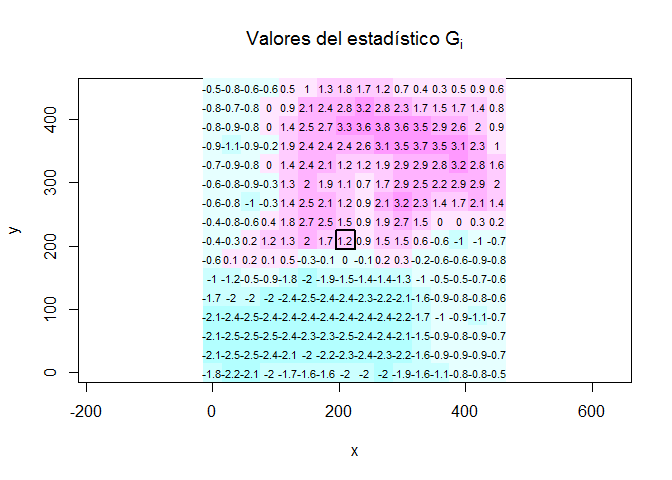 Valores del estadístico Gi
-0.5 -0.8 -0.6 -0.6 0.5 1 1.3 1.8 1.7 1.2 0.7 0.4 0.3 0.5 0.9 0.6
400 -0.8 -0.7 -0.8 0 0.9 2.1 2.4 2.8 3.2 2.8 2.3 1.7 1.5 1.7 1.6 0.8
-0.8 -0.9 -0.8 0 1.4 2.5 2.7 3.3 3.6 3.8 3.6 3.5 2.9 2.6 2 0.9
-0.9 -1.1 -0.9 -0.2 1.9 2.4 2.4 2.4 2.6 3.1 3.5 3.7 3.5 3.1 2.3 1
-0.7 -0.9 -0.8 0 1.4 2.4 2.1 1.2 1.2 1.9 2.9 2.9 2.8 3.2 2.8 1.6
300 -0.6 -0.8 -0.9 -0.3 1.3 2 1.9 1.1 0.7 1.7 2.9 2.5 2.2 2.9 2.9 2
-0.6 -0.8 -1 -0.3 1.4 2.5 2.1 1.2 0.9 2.1 3.2 2.3 1.4 1.7 2.1 1.4
-0.4 -0.8 -0.6 0.4 1.8 2.7 2.5 1.5 0.9 1.9 2.7 1.5 0 0 0.3 0.2
y 200 -0.4 -0.3 0.2 1.2 1.3 2 1.7 1.2 0.9 1.5 1.5 0.6 -0.6 -1 -1 -0.7
-0.6 0.1 0.2 0.1 0.5 -0.3 -0.1 0 -0.1 0.2 0.3 -0.2 -0.6 -0.6 -0.9 -0.8
-1 -1.2 -0.5 -0.9 -1.8 -2 -1.9 -1.5 -1.4 -1.4 -1.3 -1 -0.5 -0.5 -0.5 -0.6
100 -1.7 -2 -2 -2 -2.4 -2.5 -2.4 -2.4 -2.3 -2.2 -2.1 -1.6 -0.9 -0.8 -0.8 -0.6
-2.1 -2.4 -2.5 -2.4 -2.4 -2.4 -2.4 -2.2 -2.2 -2.4 -2.2 -1.7 -1 -0.9 -1.1 -0.7
-2.1 -2.5 -2.5 -2.5 -2.4 -2.2 -2.3 -2.5 -2.4 -2.4 -2.1 -1.6 -0.9 -0.8 -0.9 -0.6
-2.1 -2.5 -2.6 -2.4 -2.1 -2 -2.2 -2.3 -2.4 -2.3 -2.2 -1.6 -0.9 -0.5 -0.9 -0.7
0 -1.8 -2.2 -2.1 -2 -1.7 -1.6 -1.6 -2 -2 -2 -1.9 -1.6 -1.1 -0.8 -0.8 -0.5
-200 0 200 400 600
x